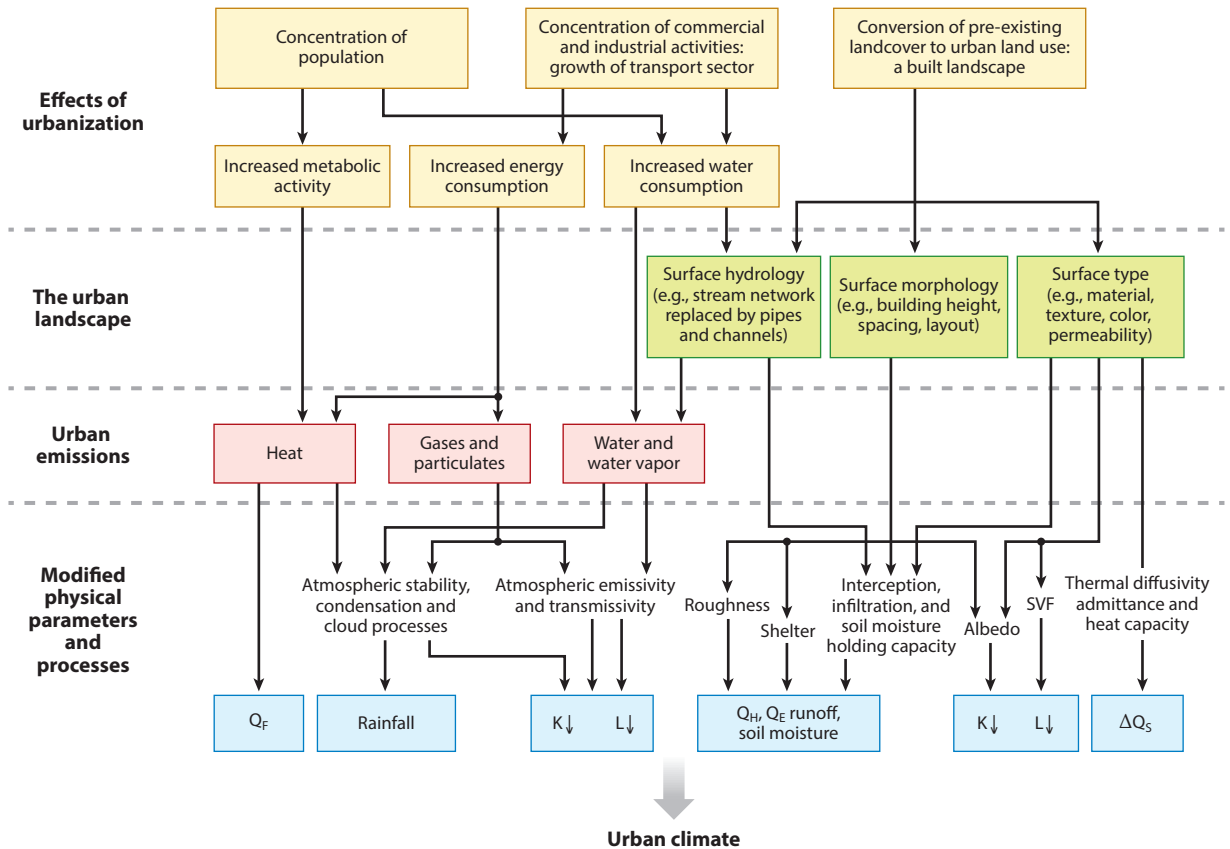 Concentration of
population
Concentration of commercial
and industrial activities:
growth of transport sector
Conversion of pre-existing
landcover to urban land use:
a built landscape
Effects of
urbanization
Increased metabolic
activity
Increased energy
consumption
Increased water
consumption
The urban
landscape
Surface hydrology
(e.g., stream network
replaced by pipes
and channels)
Surface morphology
(e.g., building height,
spacing, layout)
Surface type
(e.g., material,
texture, color,
permeability)
Urban
emissions
Heat
Gases and
particulates
Water and
water vapor
Modified
physical
parameters
and
processes
Atmospheric stability,
condensation and
cloud processes
Atmospheric emissivity
and transmissivity
Roughness
Shelter
Interception,
infiltration, and
soil moisture
holding capacity
Albedo
SVF
Thermal diffusivity
admittance and
heat capacity
Q_F
Rainfall
K↓ L↓
Q_H, Q_E runoff,
soil moisture
K↓ L↓
ΔQ_S
Urban climate